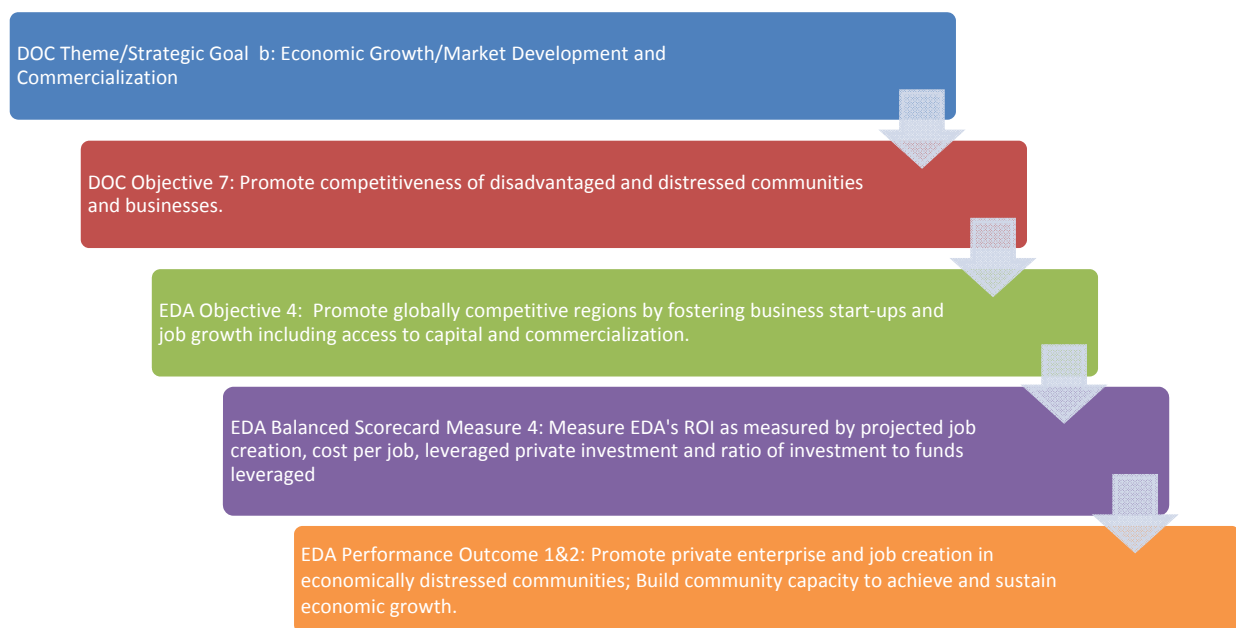 DOC Theme/Strategic Goal  b: Economic Growth/Market Development and
Commercialization
DOC Objective 7: Promote competitiveness of disadvantaged and distressed communities
and businesses.
EDA Objective 4:  Promote globally competitive regions by fostering business start-ups and
job growth including access to capital and commercialization.
EDA Balanced Scorecard Measure 4: Measure EDA's ROI as measured by projected job
creation, cost per job, leveraged private investment and ratio of investment to funds
leveraged
EDA Performance Outcome 1&2: Promote private enterprise and job creation in
economically distressed communities; Build community capacity to achieve and sustain
economic growth.